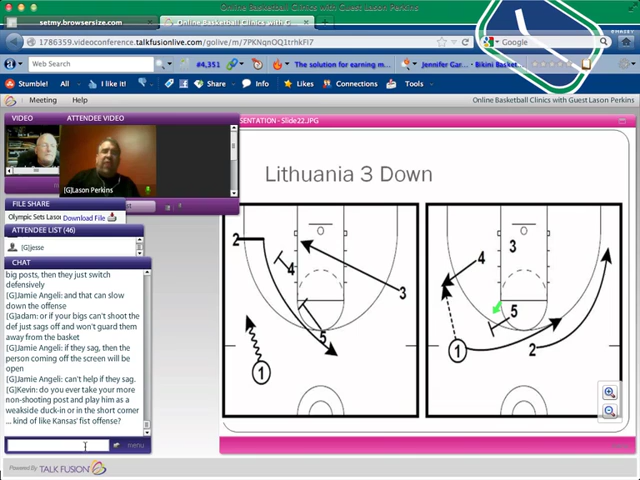 Online Basketball Clinics with Guest Lason Perkins
setmy.browsersize.com
Online Basketball Clinics with G
1786359.videoconference.talkfusionlive.com/golive/m/7PKNqnOQ1trhkFi7
Google
Web Search
#4,351
The solution for earning m
Jennifer Gar
Bikini Basket
Stumble!
All
I like it!
Share
Info
Likes
Connections
Tools
Meeting
Help
Online Basketball Clinics with Guest Lason Perkins
VIDEO
ATTENDEE VIDEO
[G]Lason Perkins
SENTATION - Slide22.JPG
FILE SHARE
Olympic Sets Lason
Download File
ATTENDEE LIST (46)
[G]jesse
CHAT
big posts, then they just switch
defensively
[G]Jamie Angeli: and that can slow
down the offense
[G]adam: or if your bigs can't shoot the
def just sags off and won't guard them
away from the basket
[G]Jamie Angeli: if they sag, then the
person coming off the screen will be
open
[G]Jamie Angeli: can't help if they sag.
[G]Kevin: do you ever take your more
non-shooting post and play him as a
weakside duck-in or in the short corner
... kind of like Kansas' fist offense?
menu
Powered By TALK FUSION
Lithuania 3 Down
2
4
3
5
1
3
4
5
1
2